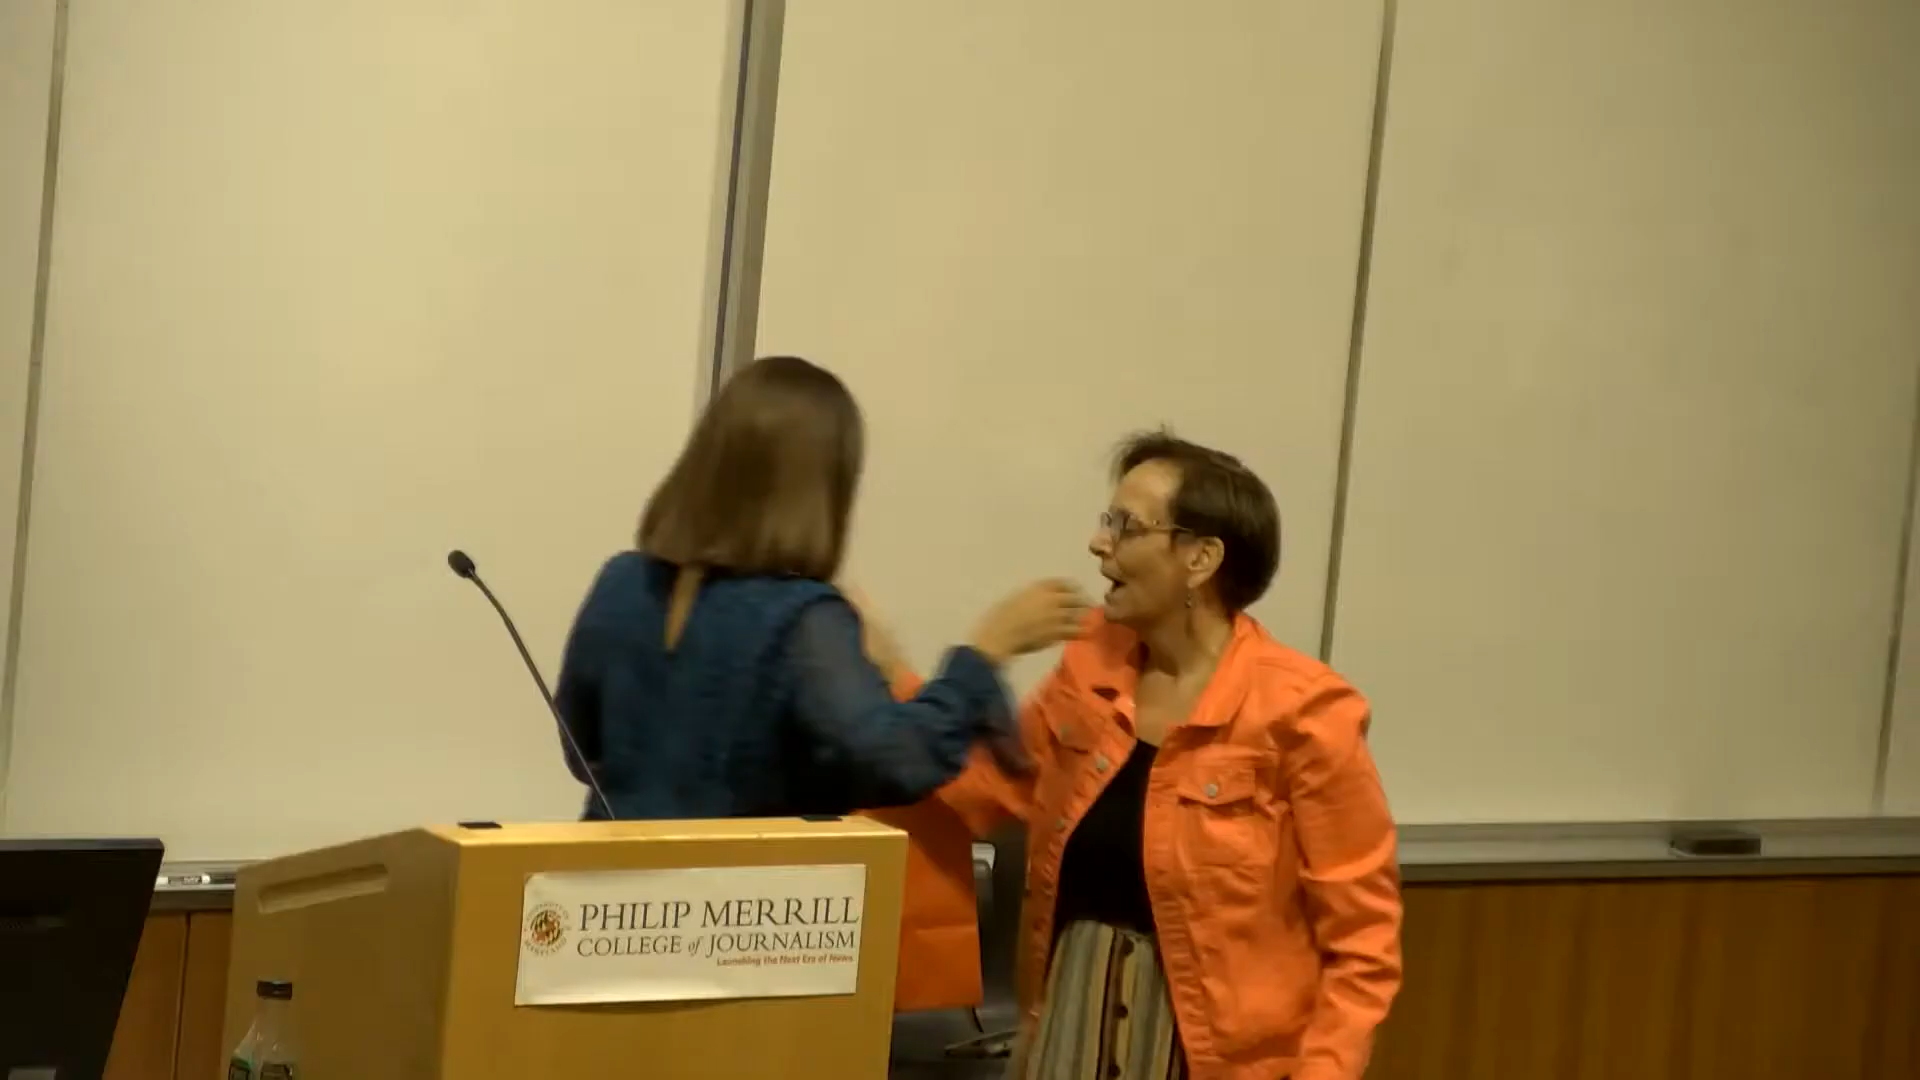 PHILIP MERRILL
COLLEGE of JOURNALISM
Launching the Next Era of News